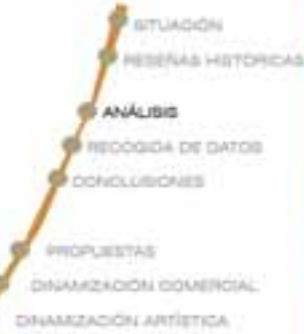 SITUACIÓN
RESEÑAS HISTÓRICAS
ANÁLISIS
RECOGIDA DE DATOS
CONCLUSIONES
PROPUESTAS
DINAMIZACIÓN COMERCIAL
DINAMIZACIÓN ARTÍSTICA